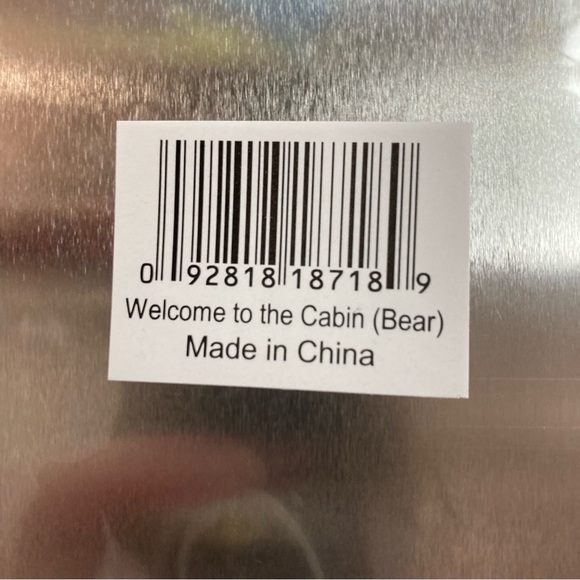 0 92818 18718 9
Welcome to the Cabin (Bear)
Made in China